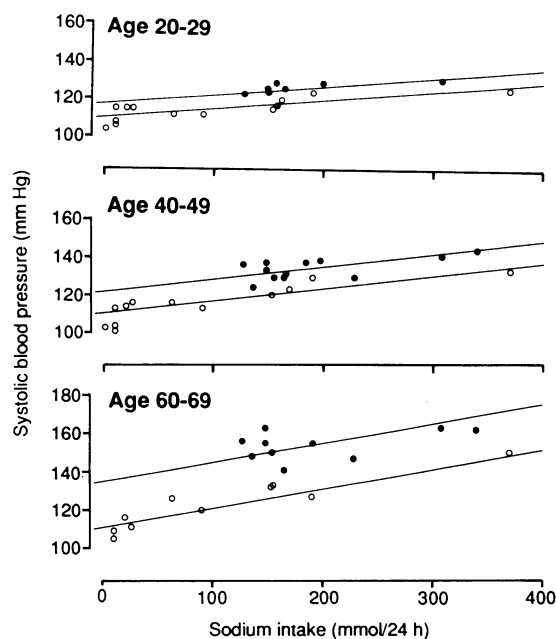 Age 20-29
160
140
120
100
Age 40-49
160
140
120
100
Systolic blood pressure (mm Hg)
Age 60-69
180
160
140
120
100
0 100 200 300 400
Sodium intake (mmol/24 h)